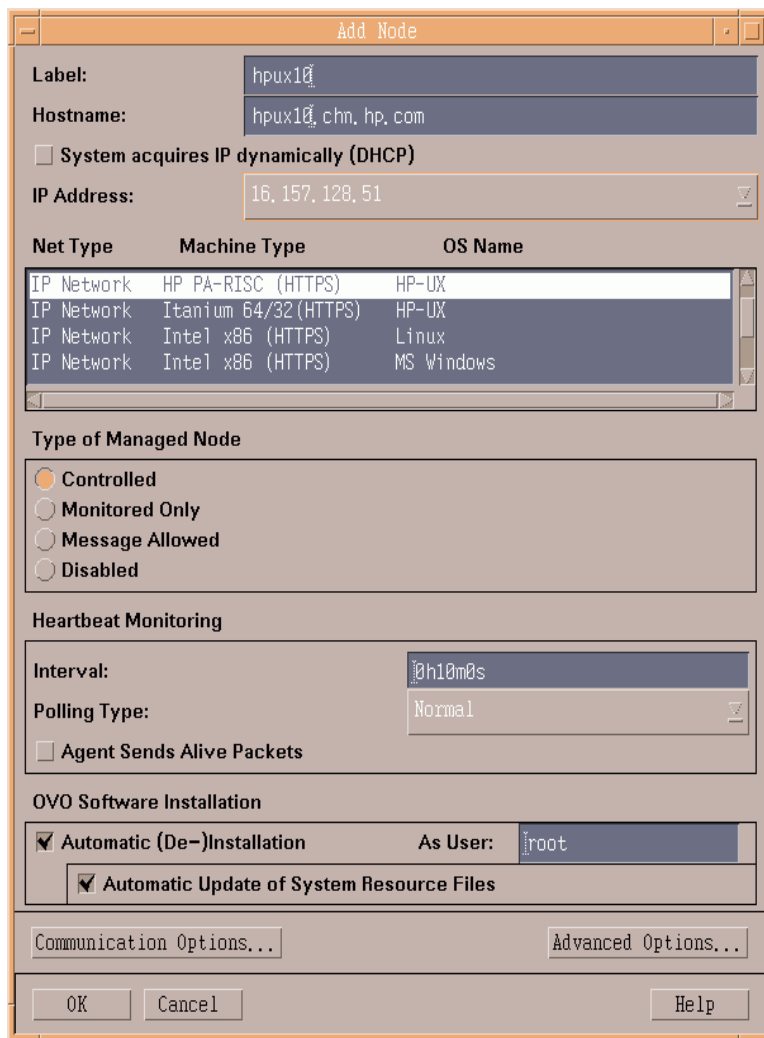 Add Node
Label: hpux10
Hostname: hpux10.chn.hp.com
System acquires IP dynamically (DHCP)
IP Address: 16.157.128.51
Net Type Machine Type OS Name
IP Network HP PA-RISC (HTTPS) HP-UX
IP Network Itanium 64/32(HTTPS) HP-UX
IP Network Intel x86 (HTTPS) Linux
IP Network Intel x86 (HTTPS) MS Windows
Type of Managed Node
Controlled
Monitored Only
Message Allowed
Disabled
Heartbeat Monitoring
Interval: 0h10m0s
Polling Type: Normal
Agent Sends Alive Packets
OVO Software Installation
Automatic (De-)Installation As User: root
Automatic Update of System Resource Files
Communication Options... Advanced Options...
OK Cancel Help